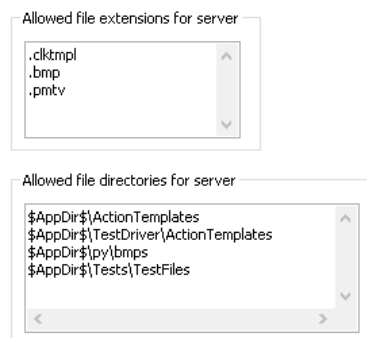 Allowed file extensions for server
.clktmpl
.bmp
.pmtv
Allowed file directories for server
$AppDir$\ActionTemplates
$AppDir$\TestDriver\ActionTemplates
$AppDir$\py\bmps
$AppDir$\Tests\TestFiles